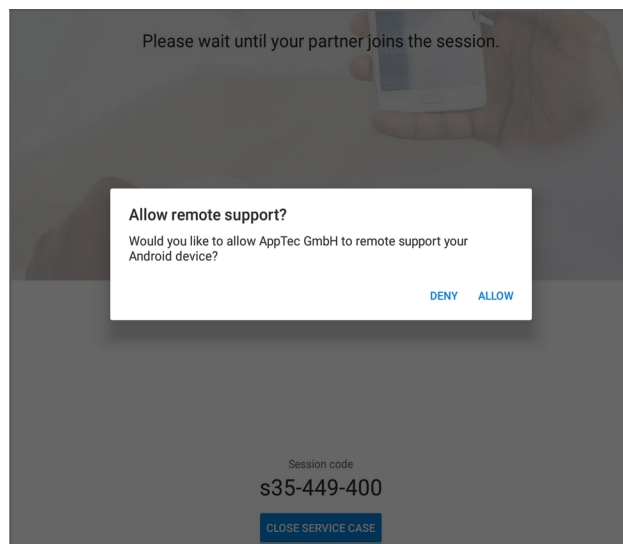 Please wait until your partner joins the session.
Allow remote support?
Would you like to allow AppTec GmbH to remote support your
Android device?
DENY ALLOW
Session code
s35-449-400
CLOSE SERVICE CASE